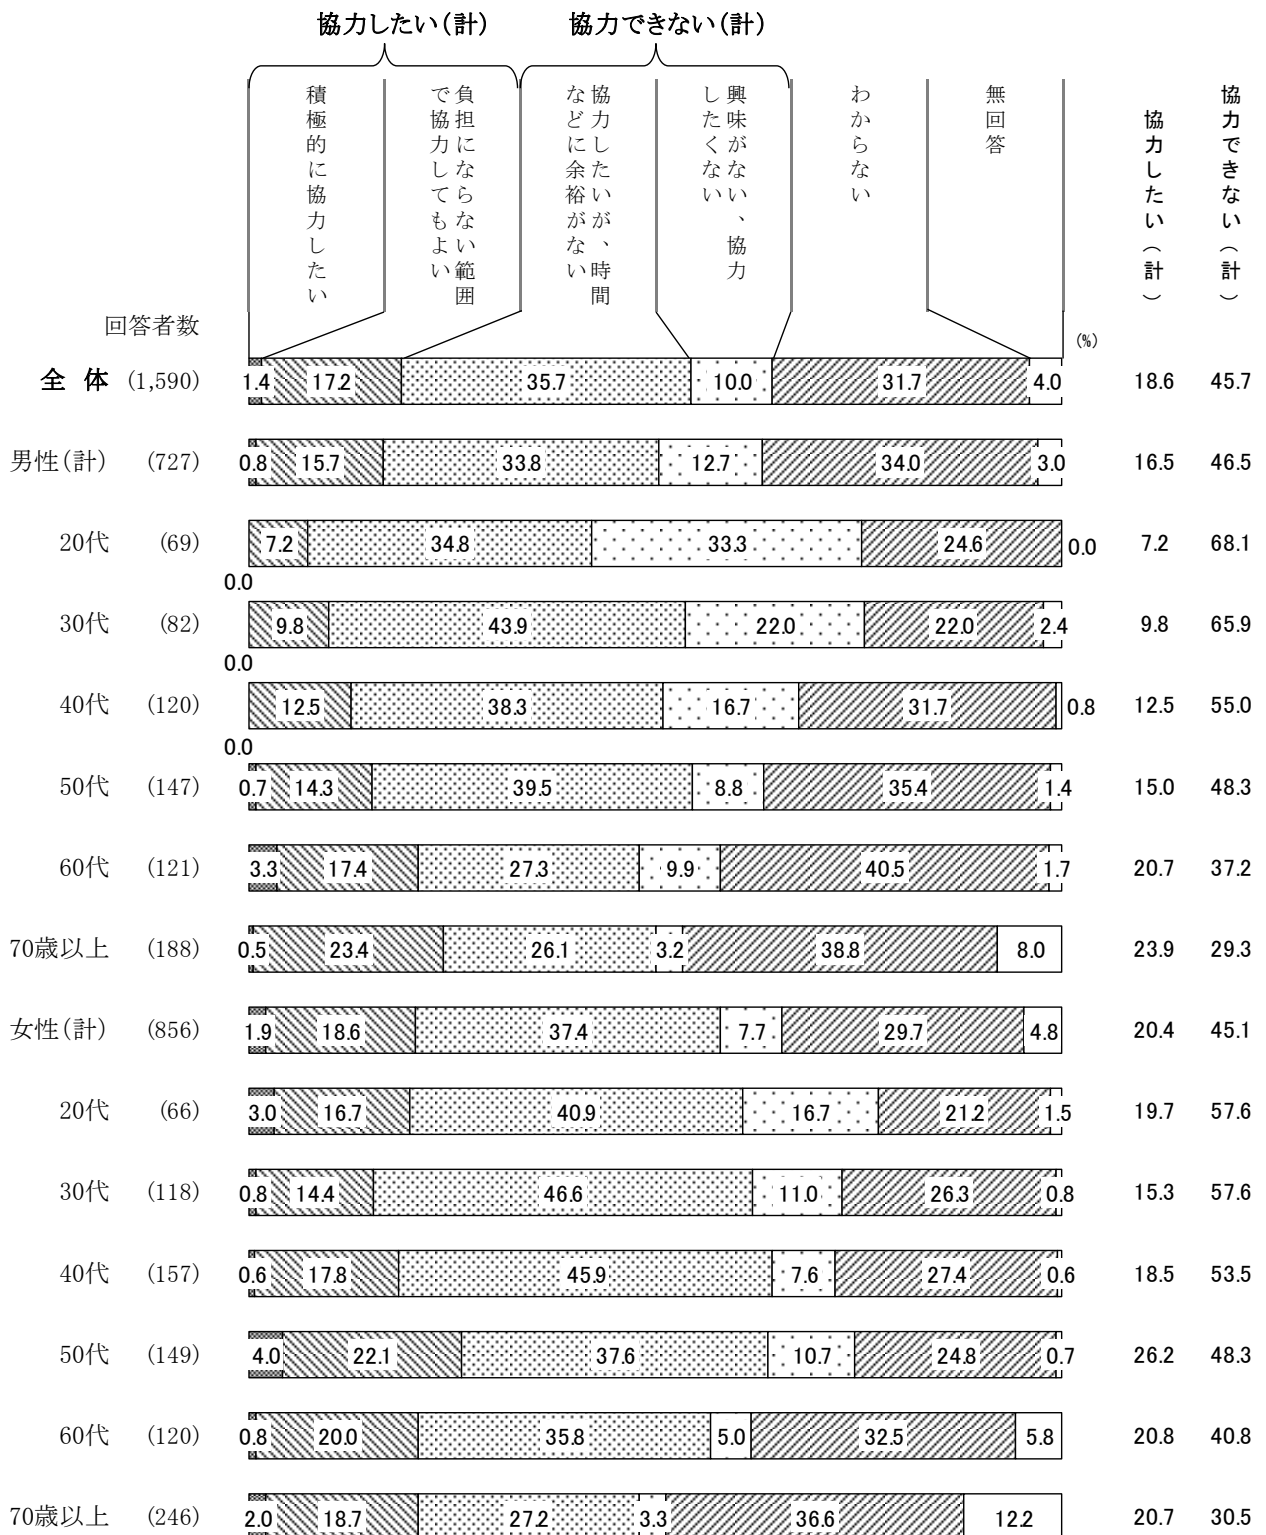 協力したい(計) 協力できない(計)
積極的に協力したい
負担にならない範囲
で協力してもよい
協力したいが、時間
などに余裕がない
興味がない、協力
したくない
わからない
無回答
協力したい(計)
協力できない(計)
回答者数
(%)
全 体 (1,590) 1.4 17.2 35.7 10.0 31.7 4.0 18.6 45.7
男性(計) (727) 0.8 15.7 33.8 12.7 34.0 3.0 16.5 46.5
20代 (69) 7.2 34.8 33.3 24.6 0.0 7.2 68.1
0.0
30代 (82) 9.8 43.9 22.0 22.0 2.4 9.8 65.9
0.0
40代 (120) 12.5 38.3 16.7 31.7 0.8 12.5 55.0
0.0
50代 (147) 0.7 14.3 39.5 8.8 35.4 1.4 15.0 48.3
60代 (121) 3.3 17.4 27.3 9.9 40.5 1.7 20.7 37.2
70歳以上 (188) 0.5 23.4 26.1 3.2 38.8 8.0 23.9 29.3
女性(計) (856) 1.9 18.6 37.4 7.7 29.7 4.8 20.4 45.1
20代 (66) 3.0 16.7 40.9 16.7 21.2 1.5 19.7 57.6
30代 (118) 0.8 14.4 46.6 11.0 26.3 0.8 15.3 57.6
40代 (157) 0.6 17.8 45.9 7.6 27.4 0.6 18.5 53.5
50代 (149) 4.0 22.1 37.6 10.7 24.8 0.7 26.2 48.3
60代 (120) 0.8 20.0 35.8 5.0 32.5 5.8 20.8 40.8
70歳以上 (246) 2.0 18.7 27.2 3.3 36.6 12.2 20.7 30.5